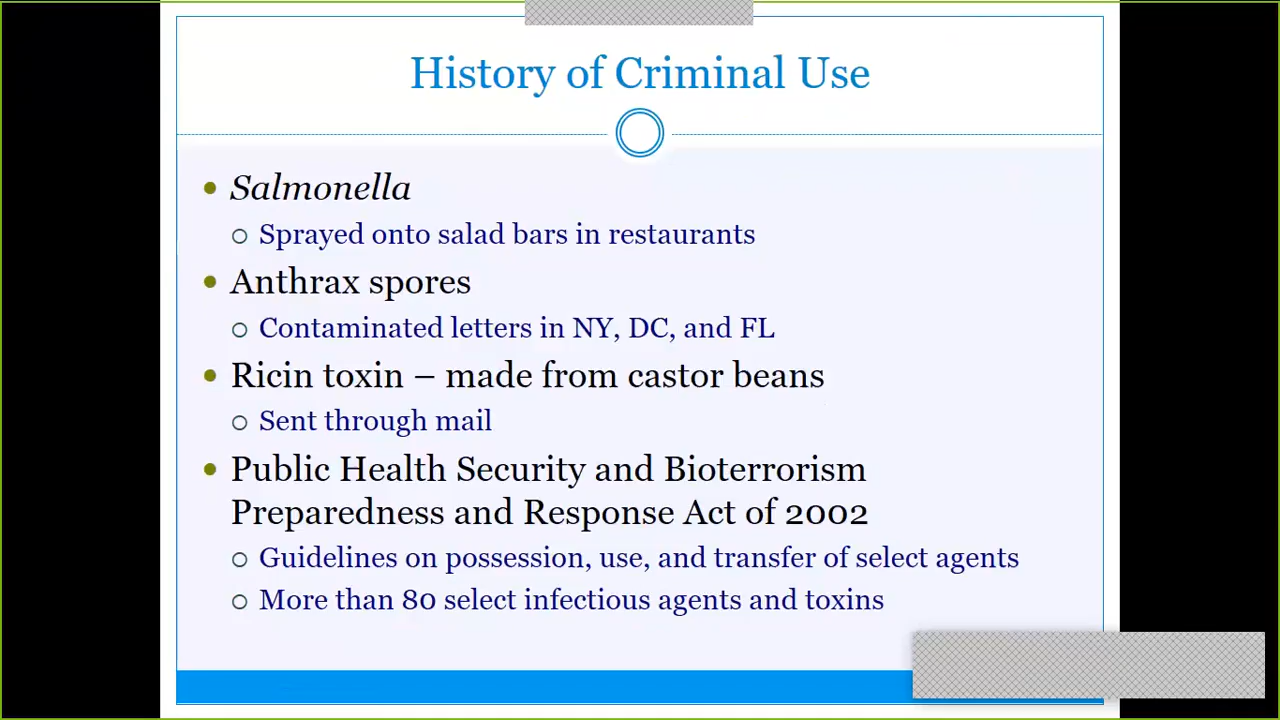 History of Criminal Use
Salmonella
Sprayed onto salad bars in restaurants
Anthrax spores
Contaminated letters in NY, DC, and FL
Ricin toxin – made from castor beans
Sent through mail
Public Health Security and Bioterrorism
Preparedness and Response Act of 2002
Guidelines on possession, use, and transfer of select agents
More than 80 select infectious agents and toxins